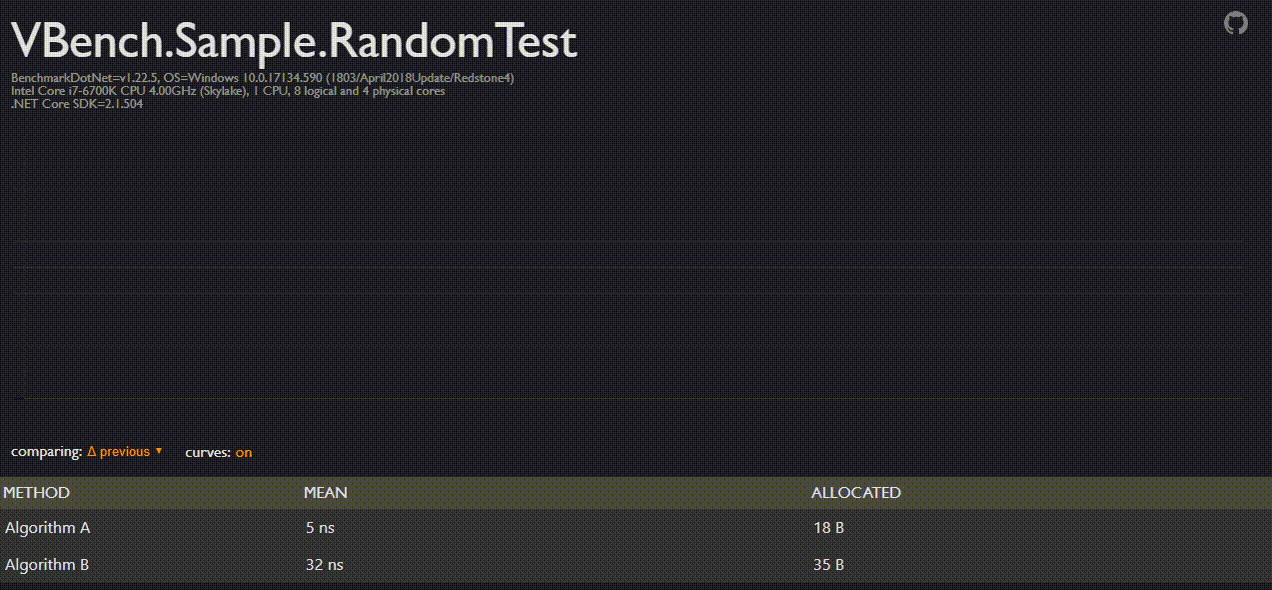 VBench.Sample.RandomTest
BenchmarkDotNet=v1.22.5, OS=Windows 10.0.17134.590 (1803/April2018Update/Redstone4)
Intel Core i7-6700K CPU 4.00GHz (Skylake), 1 CPU, 8 logical and 4 physical cores
.NET Core SDK=2.1.504
comparing: Δ previous ▾ curves: on
METHOD MEAN ALLOCATED
Algorithm A 5 ns 18 B
Algorithm B 32 ns 35 B